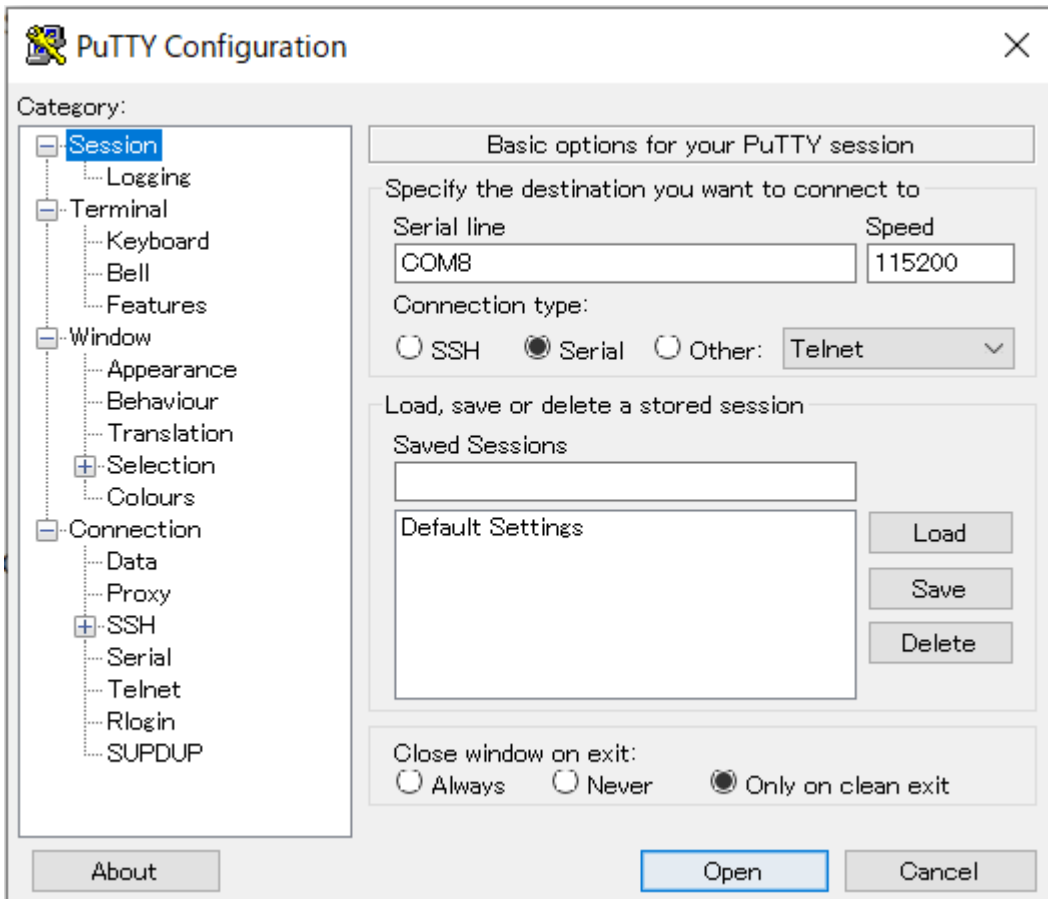 PuTTY Configuration
Category:
Session
Logging
Terminal
Keyboard
Bell
Features
Window
Appearance
Behaviour
Translation
Selection
Colours
Connection
Data
Proxy
SSH
Serial
Telnet
Rlogin
SUPDUP
Basic options for your PuTTY session
Specify the destination you want to connect to
Serial line Speed
COM8 115200
Connection type:
SSH Serial Other: Telnet
Load, save or delete a stored session
Saved Sessions
Default Settings
Load
Save
Delete
Close window on exit:
Always Never Only on clean exit
About Open Cancel